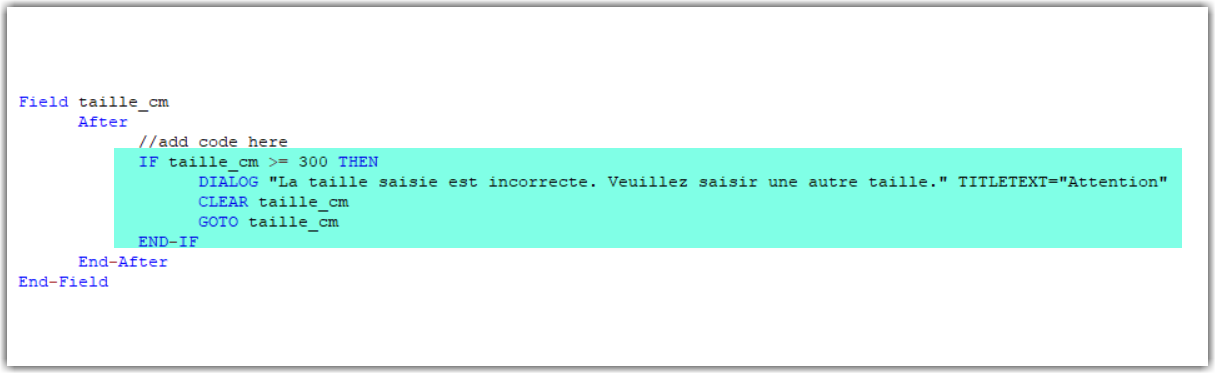 Field taille_cm
After
//add code here
IF taille_cm >= 300 THEN
DIALOG "La taille saisie est incorrecte. Veuillez saisir une autre taille." TITLETEXT="Attention"
CLEAR taille_cm
GOTO taille_cm
END-IF
End-After
End-Field